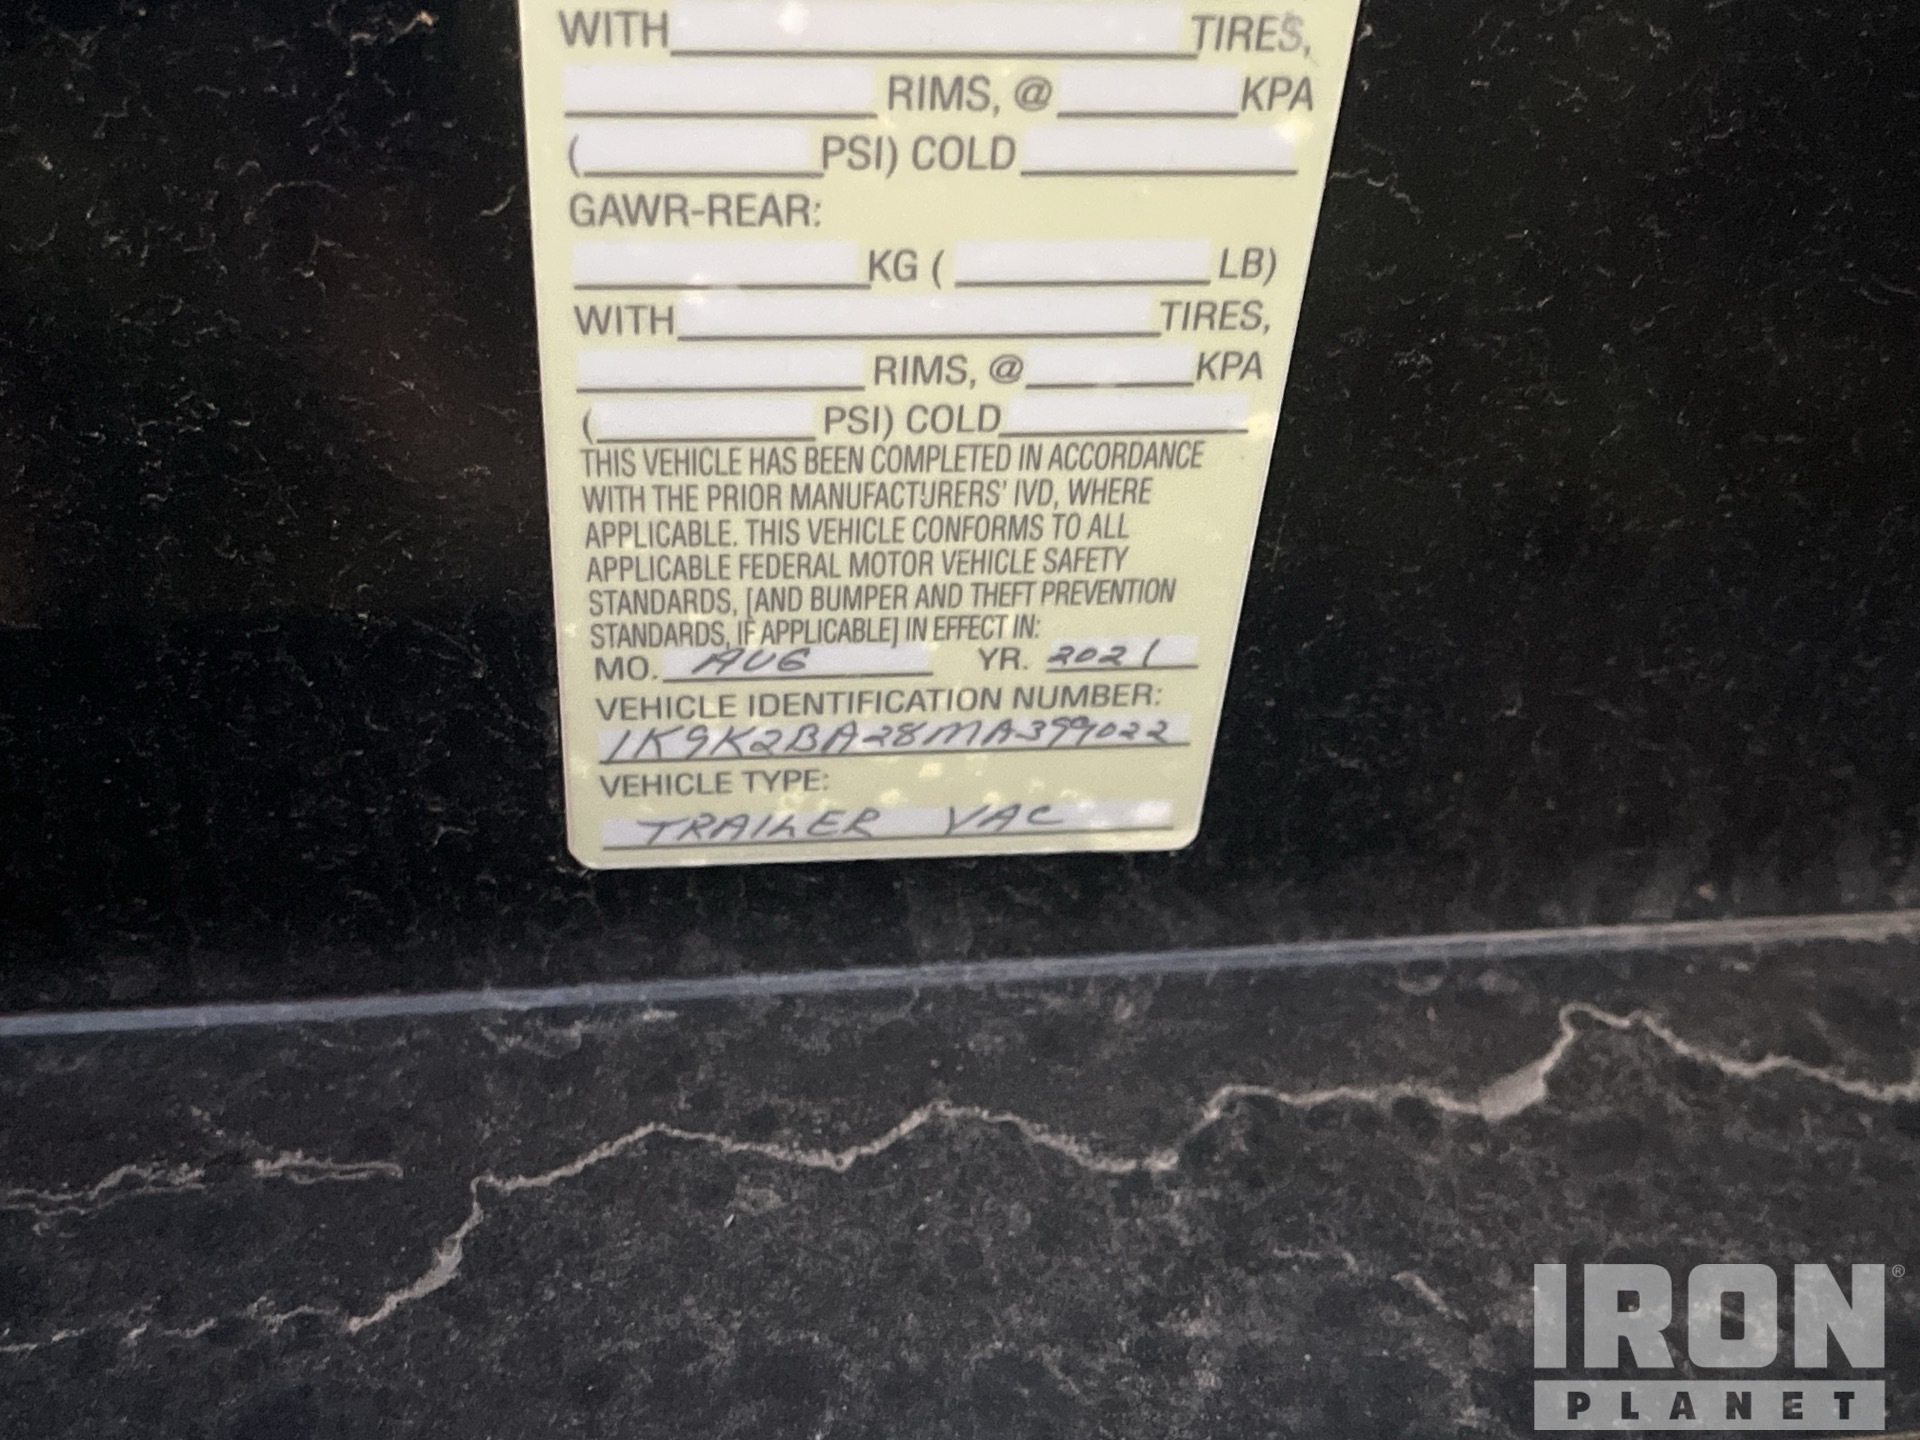 WITH TIRES,
RIMS, @ KPA
( PSI) COLD
GAWR-REAR:
KG ( LB)
WITH TIRES,
RIMS, @ KPA
( PSI) COLD
THIS VEHICLE HAS BEEN COMPLETED IN ACCORDANCE
WITH THE PRIOR MANUFACTURERS' IVD, WHERE
APPLICABLE. THIS VEHICLE CONFORMS TO ALL
APPLICABLE FEDERAL MOTOR VEHICLE SAFETY
STANDARDS, [AND BUMPER AND THEFT PREVENTION
STANDARDS, IF APPLICABLE] IN EFFECT IN:
MO. AUG YR. 2021
VEHICLE IDENTIFICATION NUMBER:
1K9K2BA28MA399022
VEHICLE TYPE:
TRAILER VAC
IRON®
PLANET